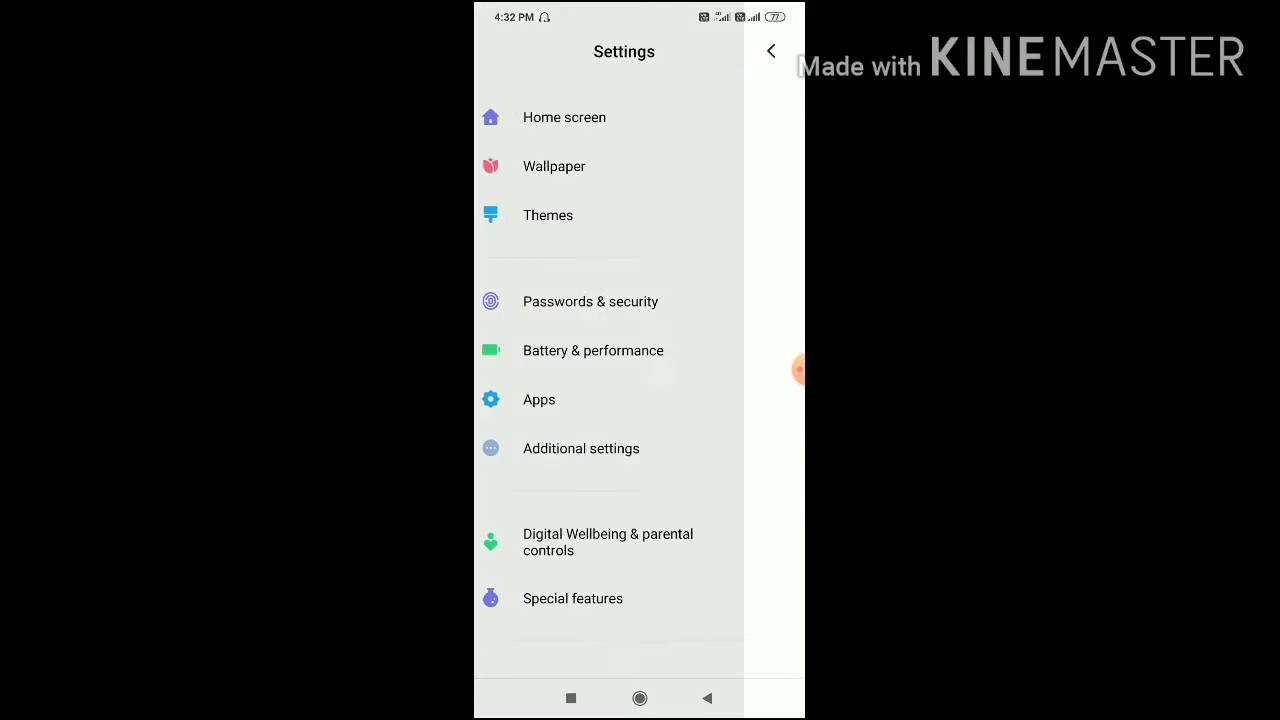 4:32 PM
77
Settings
Made with KINEMASTER
Home screen
Wallpaper
Themes
Passwords & security
Battery & performance
Apps
Additional settings
Digital Wellbeing & parental
controls
Special features